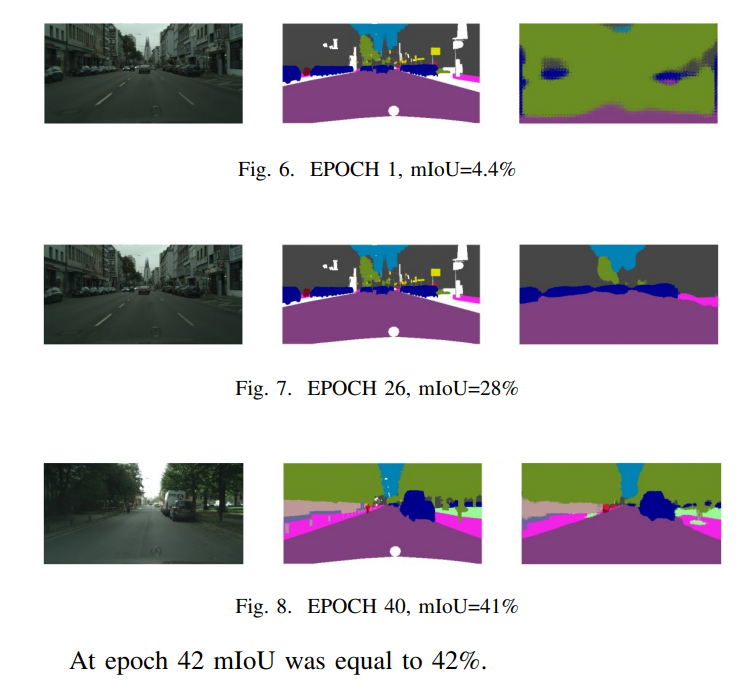 Fig. 6. EPOCH 1, mIoU=4.4%
Fig. 7. EPOCH 26, mIoU=28%
Fig. 8. EPOCH 40, mIoU=41%
At epoch 42 mIoU was equal to 42%.